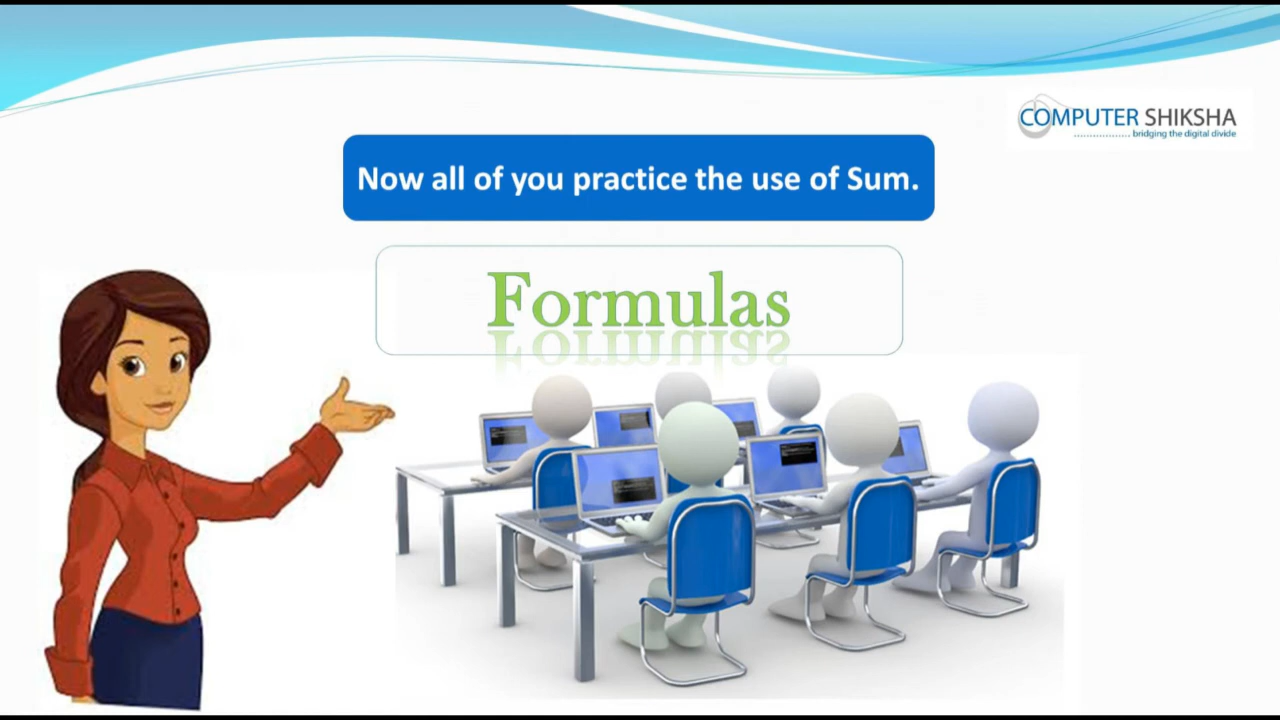 COMPUTER SHIKSHA
bridging the digital divide
Now all of you practice the use of Sum.
Formulas